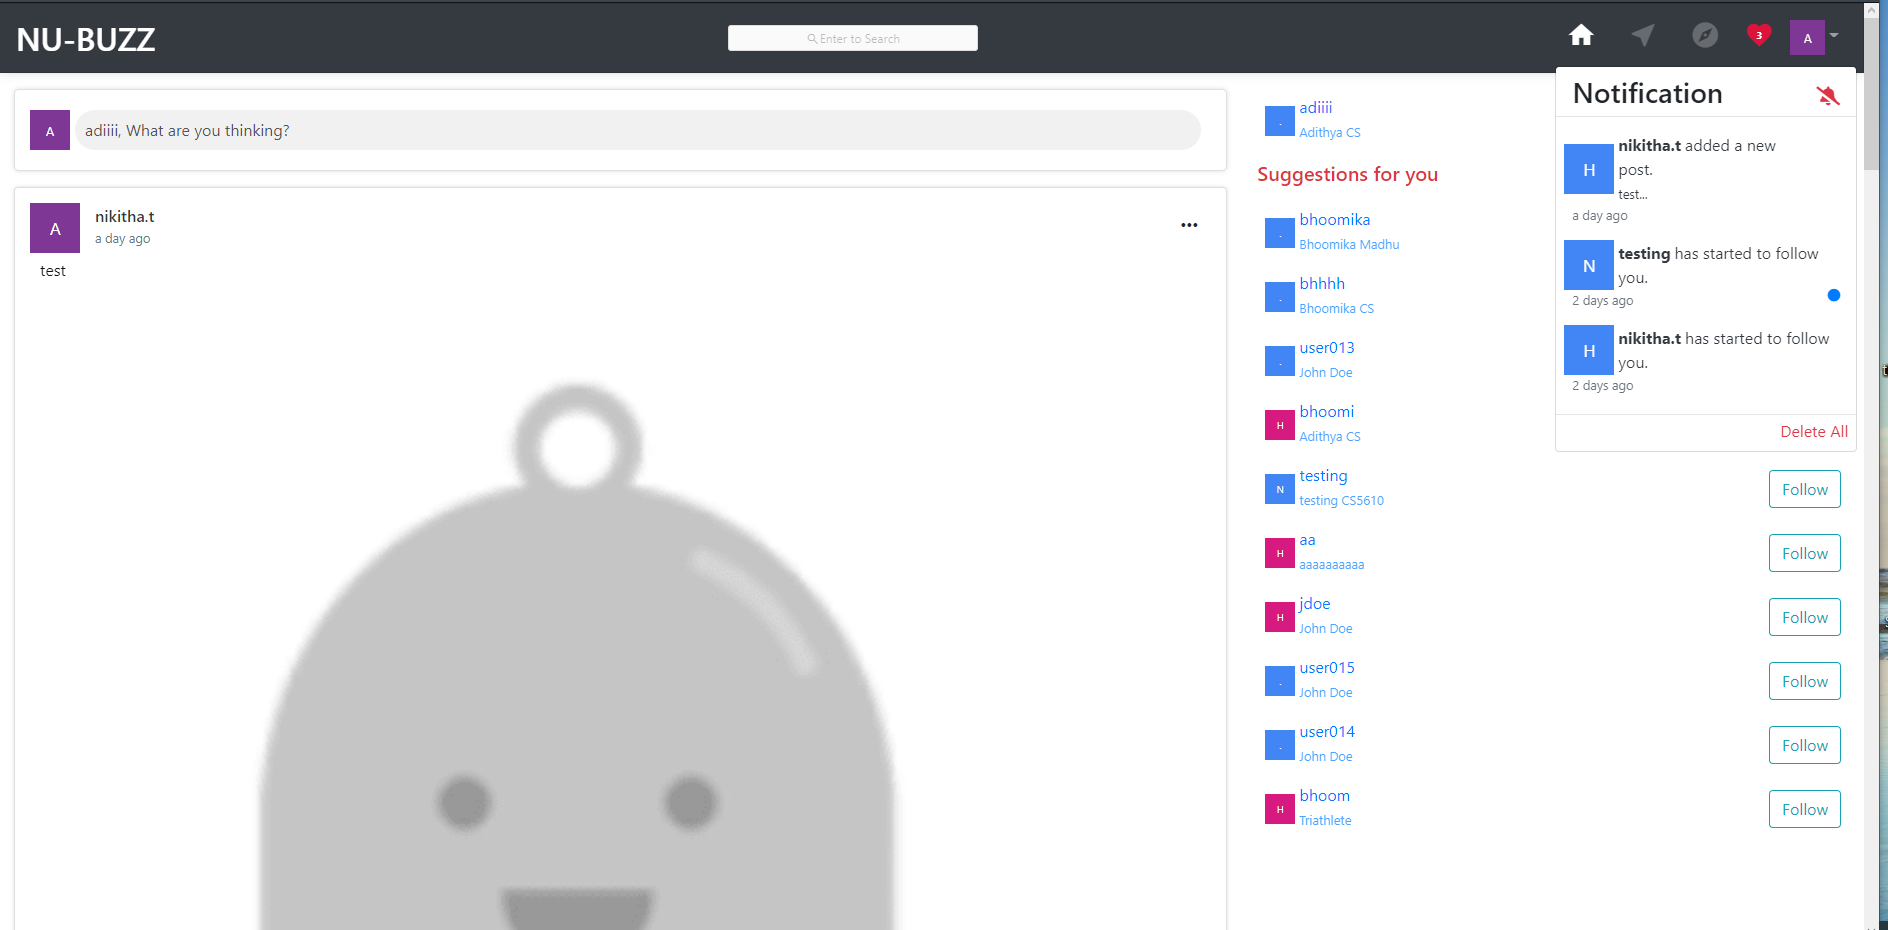 NU-BUZZ
Enter to Search
3
A
A
adiiii, What are you thinking?
A
nikitha.t
a day ago
test
.
adiiii
Adithya CS
Suggestions for you
.
bhoomika
Bhoomika Madhu
.
bhhhh
Bhoomika CS
.
user013
John Doe
H
bhoomi
Adithya CS
N
testing
testing CS5610
Follow
H
aa
aaaaaaaaaa
Follow
H
jdoe
John Doe
Follow
.
user015
John Doe
Follow
.
user014
John Doe
Follow
H
bhoom
Triathlete
Follow
Notification
H
nikitha.t added a new
post.
test...
a day ago
N
testing has started to follow
you.
2 days ago
H
nikitha.t has started to follow
you.
2 days ago
Delete All